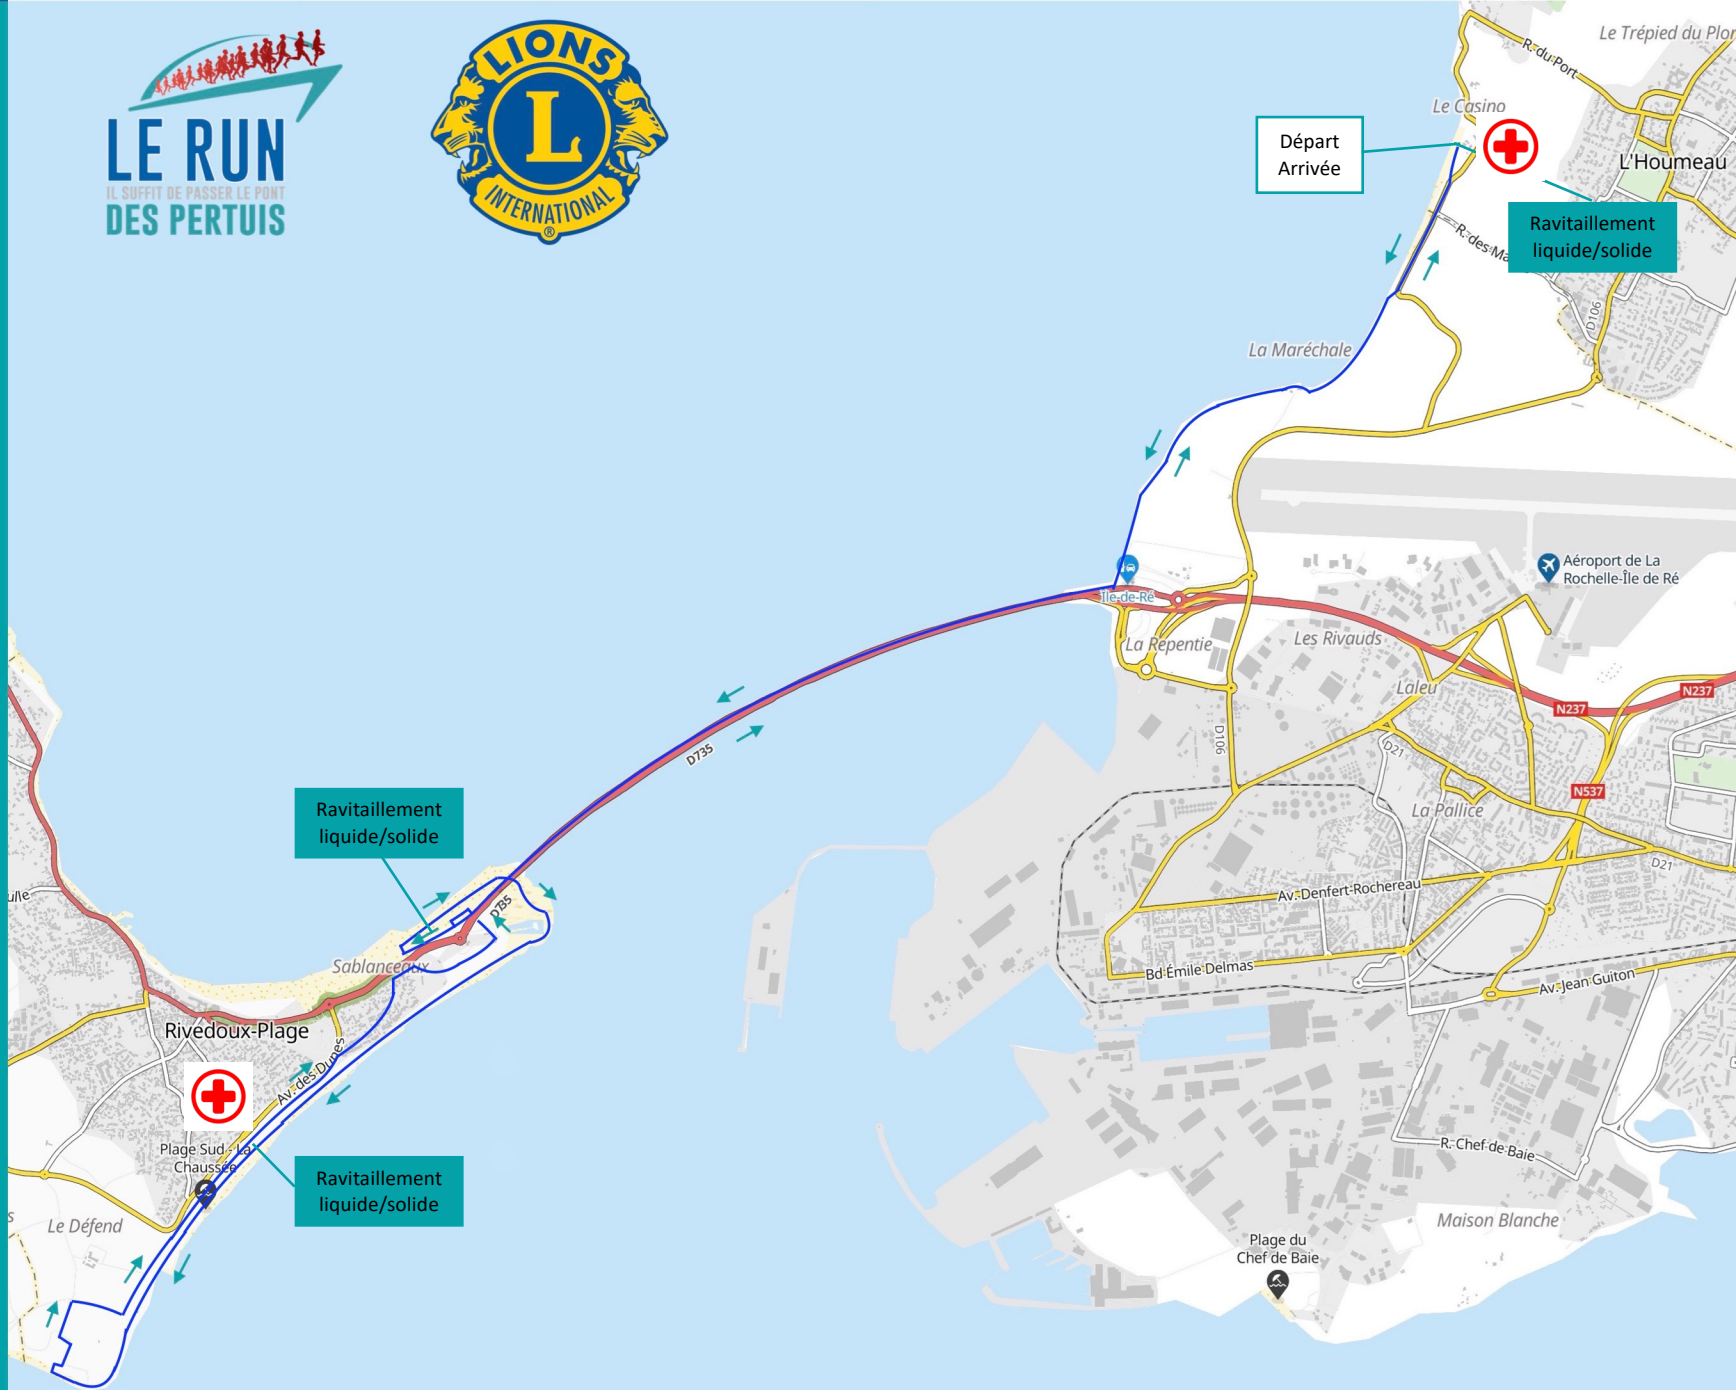 LE RUN
IL SUFFIT DE PASSER LE PONT
DES PERTUIS
LIONS
L
INTERNATIONAL
®
Départ
Arrivée
Le Casino
R. du Port
Le Trépied du Plo
L'Houmeau
Ravitaillement
liquide/solide
R. des Ma
D106
La Maréchale
Aéroport de La
Rochelle-Île de Ré
Île-de-Ré
La Repentie
Les Rivauds
Laleu
N237
N237
D106
D21
N537
La Pallice
D21
D735
Ravitaillement
liquide/solide
D735
Av. Denfert-Rochereau
Bd Émile Delmas
Av. Jean Guiton
Sablanceaux
Rivedoux-Plage
Av. des Dunes
Plage Sud - La
Chaussée
Ravitaillement
liquide/solide
Le Défend
R. Chef de Baie
Maison Blanche
Plage du
Chef de Baie